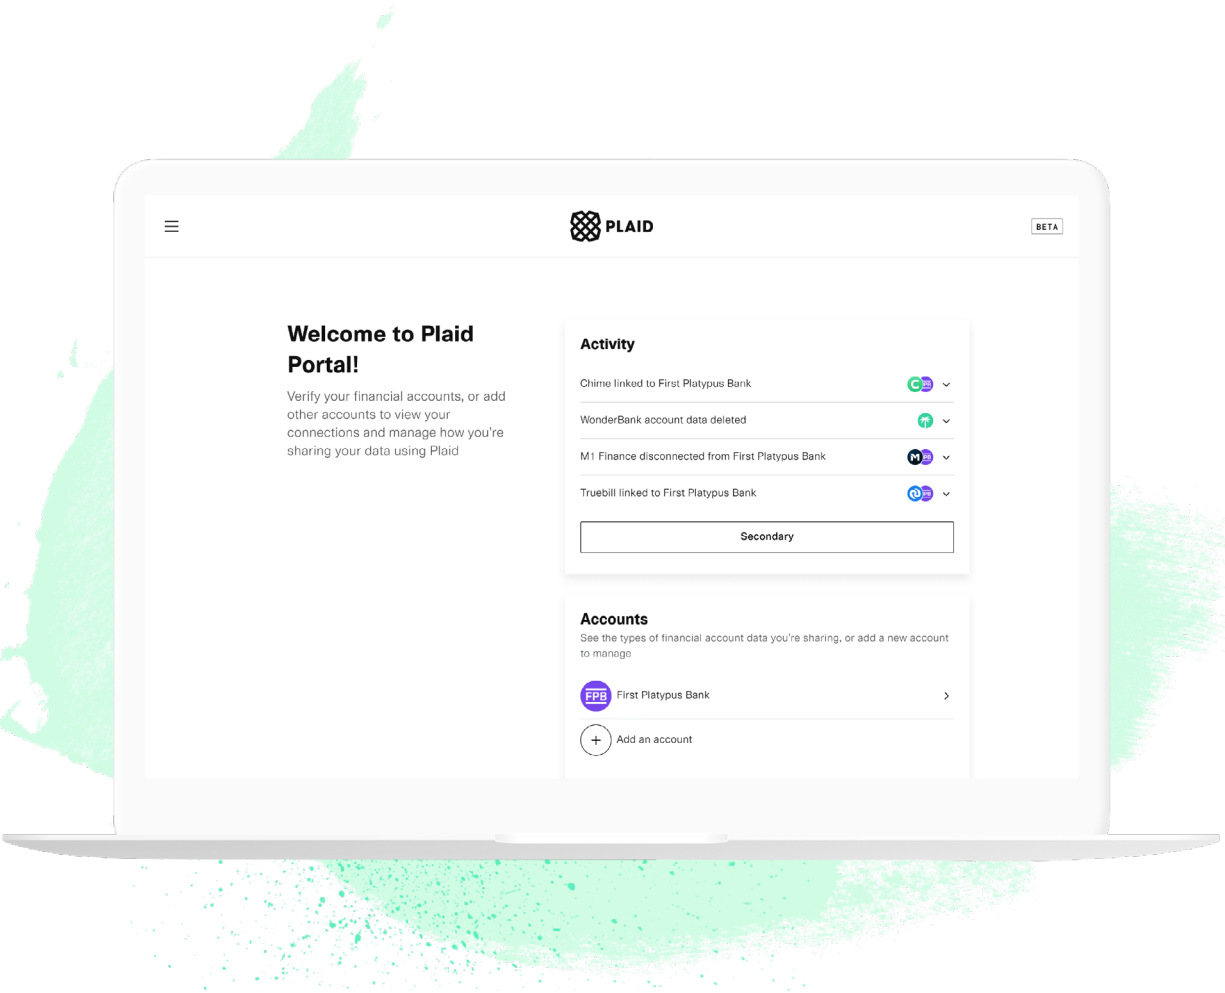 PLAID
BETA
Welcome to Plaid
Portal!
Verify your financial accounts, or add
other accounts to view your
connections and manage how you're
sharing your data using Plaid
Activity
Chime linked to First Platypus Bank
C FPB
WonderBank account data deleted
M1 Finance disconnected from First Platypus Bank
M FPB
Truebill linked to First Platypus Bank
FPB
Secondary
Accounts
See the types of financial account data you're sharing, or add a new account
to manage
FPB First Platypus Bank
Add an account